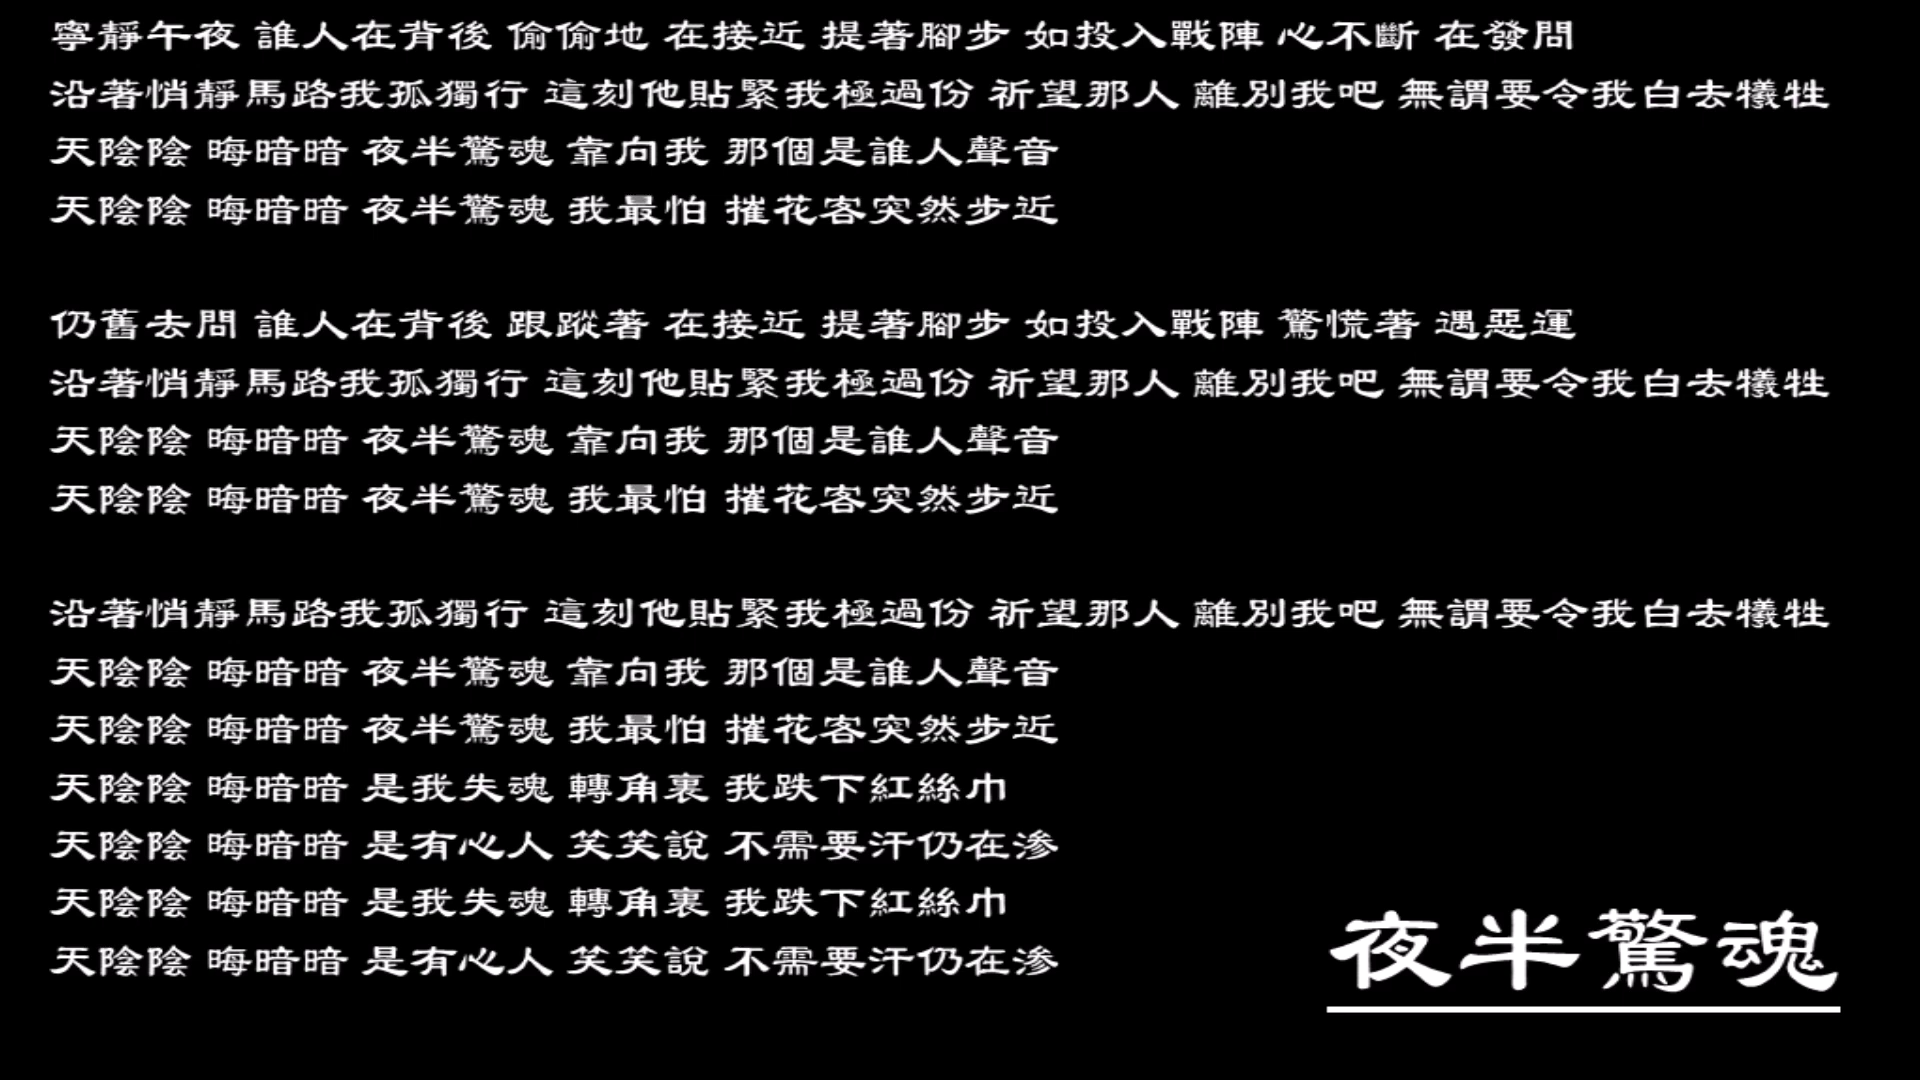 寧靜午夜 誰人在背後 偷偷地 在接近 提著腳步 如投入戰陣 心不斷 在發問
沿著悄靜馬路我孤獨行 這刻他貼緊我極過份 祈望那人 離別我吧 無謂要令我白去犧牲
天陰陰 晦暗暗 夜半驚魂 靠向我 那個是誰人聲音
天陰陰 晦暗暗 夜半驚魂 我最怕 摧花客突然步近
仍舊去問 誰人在背後 跟蹤著 在接近 提著腳步 如投入戰陣 驚慌著 遇惡運
沿著悄靜馬路我孤獨行 這刻他貼緊我極過份 祈望那人 離別我吧 無謂要令我白去犧牲
天陰陰 晦暗暗 夜半驚魂 靠向我 那個是誰人聲音
天陰陰 晦暗暗 夜半驚魂 我最怕 摧花客突然步近
沿著悄靜馬路我孤獨行 這刻他貼緊我極過份 祈望那人 離別我吧 無謂要令我白去犧牲
天陰陰 晦暗暗 夜半驚魂 靠向我 那個是誰人聲音
天陰陰 晦暗暗 夜半驚魂 我最怕 摧花客突然步近
天陰陰 晦暗暗 是我失魂 轉角裏 我跌下紅絲巾
天陰陰 晦暗暗 是有心人 笑笑說 不需要汗仍在滲
天陰陰 晦暗暗 是我失魂 轉角裏 我跌下紅絲巾
天陰陰 晦暗暗 是有心人 笑笑說 不需要汗仍在滲
夜半驚魂